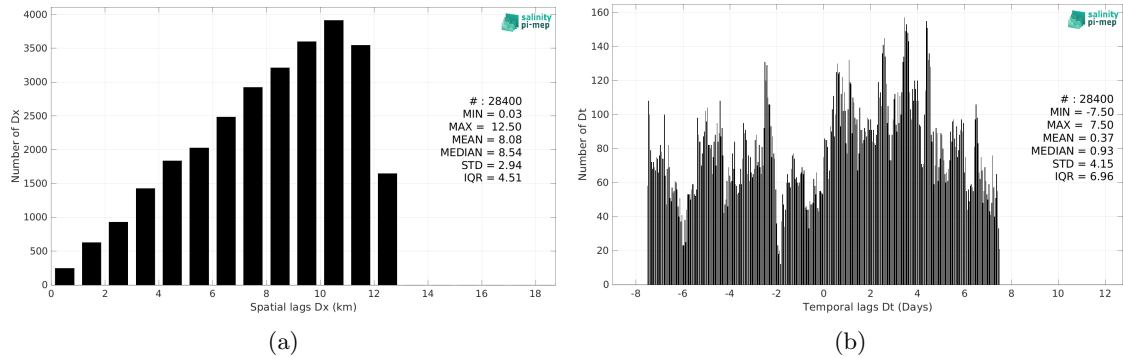 salinity
pi-mep
4000
3500
3000
2500
2000
1500
1000
500
0
Number of Dx
# : 28400
MIN = 0.03
MAX = 12.50
MEAN = 8.08
MEDIAN = 8.54
STD = 2.94
IQR = 4.51
0 2 4 6 8 10 12 14 16 18
Spatial lags Dx (km)
(a)
salinity
pi-mep
160
140
120
100
80
60
40
20
0
Number of Dt
# : 28400
MIN = -7.50
MAX = 7.50
MEAN = 0.37
MEDIAN = 0.93
STD = 4.15
IQR = 6.96
-8 -6 -4 -2 0 2 4 6 8 10 12
Temporal lags Dt (Days)
(b)